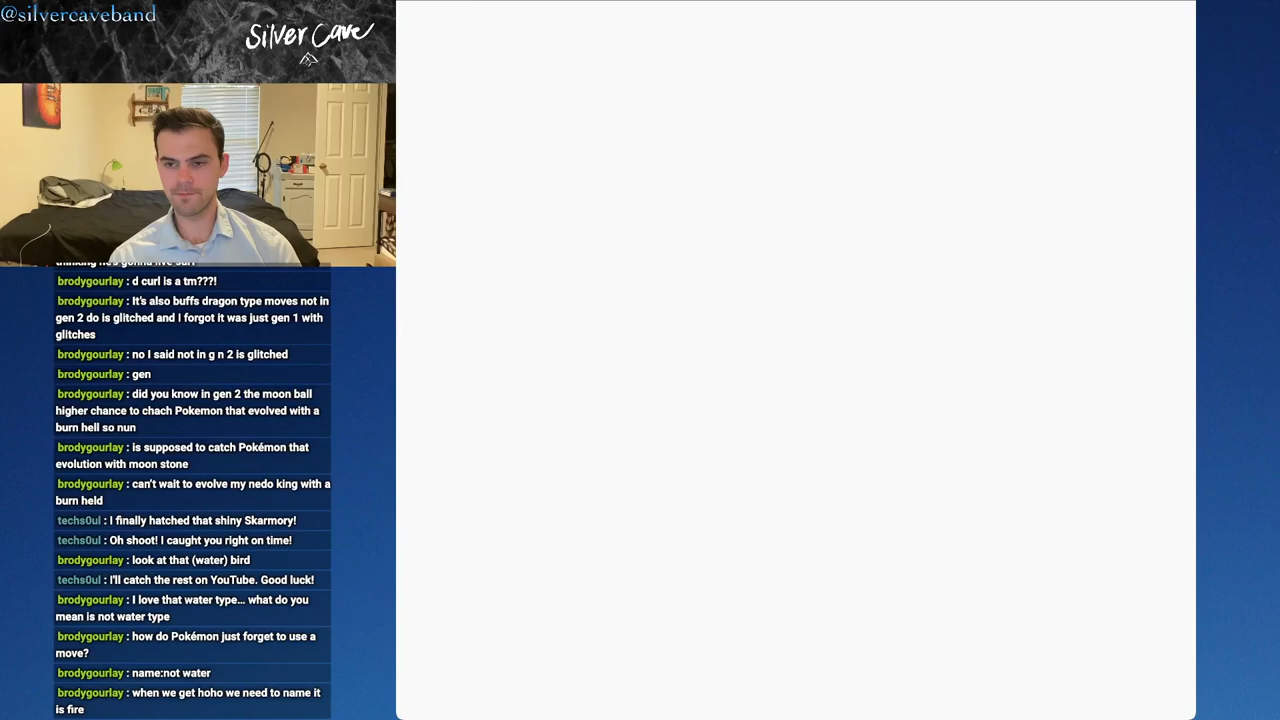 @silvercaveband
Silver Cave
thinking he's gonna live surf
brodygourlay : d curl is a tm???!
brodygourlay : It's also buffs dragon type moves not in
gen 2 do is glitched and I forgot it was just gen 1 with
glitches
brodygourlay : no I said not in g n 2 is glitched
brodygourlay : gen
brodygourlay : did you know in gen 2 the moon ball
higher chance to chach Pokemon that evolved with a
burn hell so nun
brodygourlay : is supposed to catch Pokémon that
evolution with moon stone
brodygourlay : can't wait to evolve my nedo king with a
burn held
techs0ul : I finally hatched that shiny Skarmory!
techs0ul : Oh shoot! I caught you right on time!
brodygourlay : look at that (water) bird
techs0ul : I'll catch the rest on YouTube. Good luck!
brodygourlay : I love that water type... what do you
mean is not water type
brodygourlay : how do Pokémon just forget to use a
move?
brodygourlay : name:not water
brodygourlay : when we get hoho we need to name it
is fire